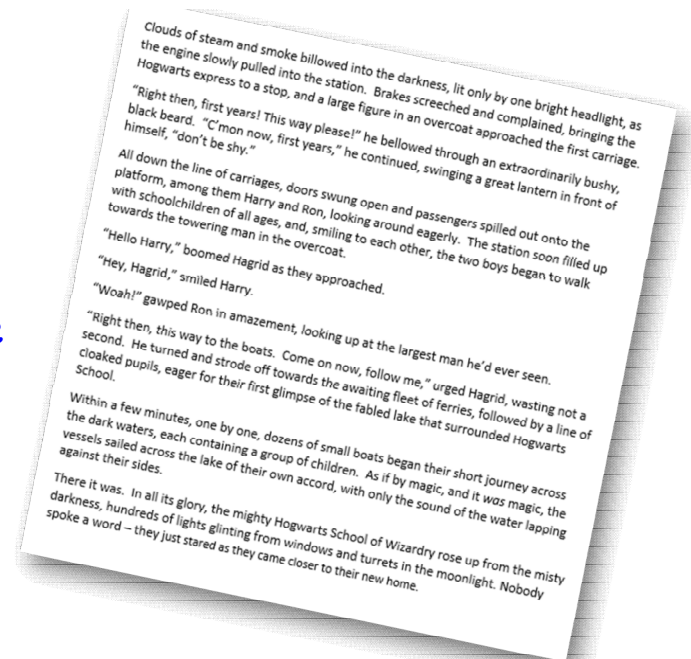 Clouds of steam and smoke billowed into the darkness, lit only by one bright headlight, as
the engine slowly pulled into the station. Brakes screeched and complained, bringing the
Hogwarts express to a stop, and a large figure in an overcoat approached the first carriage.
"Right then, first years! This way please!" he bellowed through an extraordinarily bushy,
black beard. "C'mon now, first years," he continued, swinging a great lantern in front of
himself, "don't be shy."
All down the line of carriages, doors swung open and passengers spilled out onto the
platform, among them Harry and Ron, looking around eagerly. The station soon filled up
with schoolchildren of all ages, and, smiling to each other, the two boys began to walk
towards the towering man in the overcoat.
"Hello Harry," boomed Hagrid as they approached.
"Hey, Hagrid," smiled Harry.
"Woah!" gawped Ron in amazement, looking up at the largest man he'd ever seen.
"Right then, this way to the boats. Come on now, follow me," urged Hagrid, wasting not a
second. He turned and strode off towards the awaiting fleet of ferries, followed by a line of
cloaked pupils, eager for their first glimpse of the fabled lake that surrounded Hogwarts
School.
Within a few minutes, one by one, dozens of small boats began their short journey across
the dark waters, each containing a group of children. As if by magic, and it was magic, the
vessels sailed across the lake of their own accord, with only the sound of the water lapping
against their sides.
There it was. In all its glory, the mighty Hogwarts School of Wizardry rose up from the misty
darkness, hundreds of lights glinting from windows and turrets in the moonlight. Nobody
spoke a word – they just stared as they came closer to their new home.